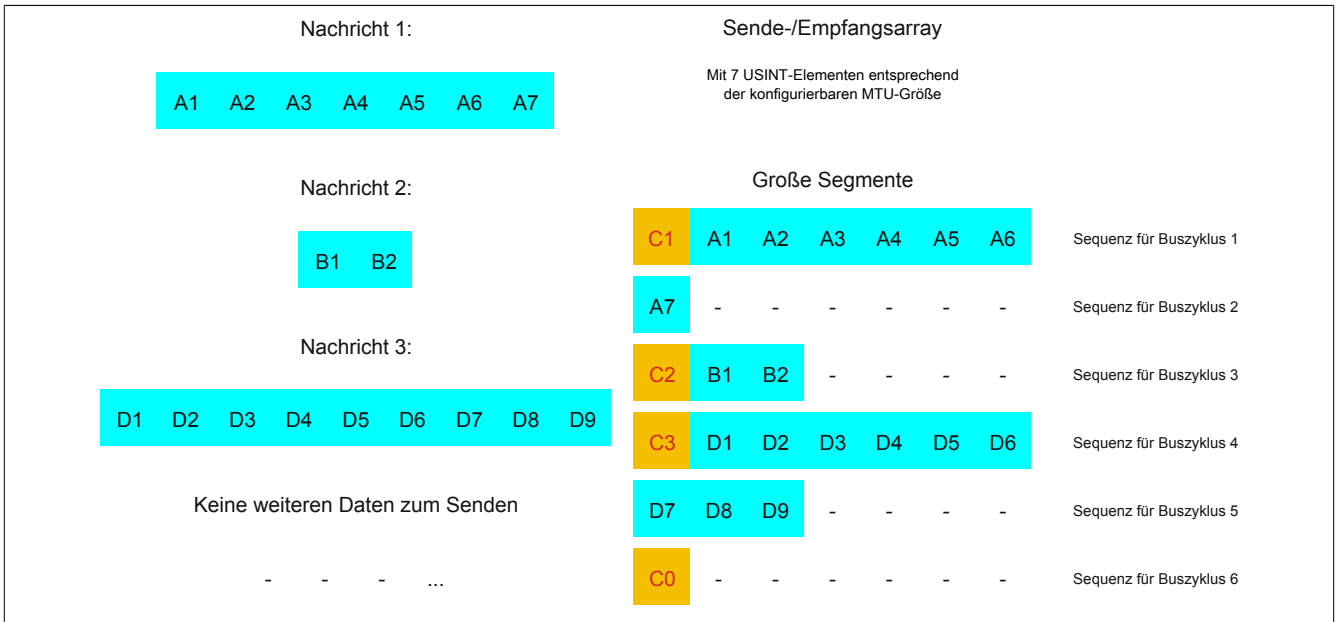 Nachricht 1:
A1 A2 A3 A4 A5 A6 A7
Nachricht 2:
B1 B2
Nachricht 3:
D1 D2 D3 D4 D5 D6 D7 D8 D9
Keine weiteren Daten zum Senden
- - - ...
Sende-/Empfangsarray
Mit 7 USINT-Elementen entsprechend
der konfigurierbaren MTU-Größe
Große Segmente
C1 A1 A2 A3 A4 A5 A6 Sequenz für Buszyklus 1
A7 - - - - - - Sequenz für Buszyklus 2
C2 B1 B2 - - - - Sequenz für Buszyklus 3
C3 D1 D2 D3 D4 D5 D6 Sequenz für Buszyklus 4
D7 D8 D9 - - - - Sequenz für Buszyklus 5
C0 - - - - - - Sequenz für Buszyklus 6